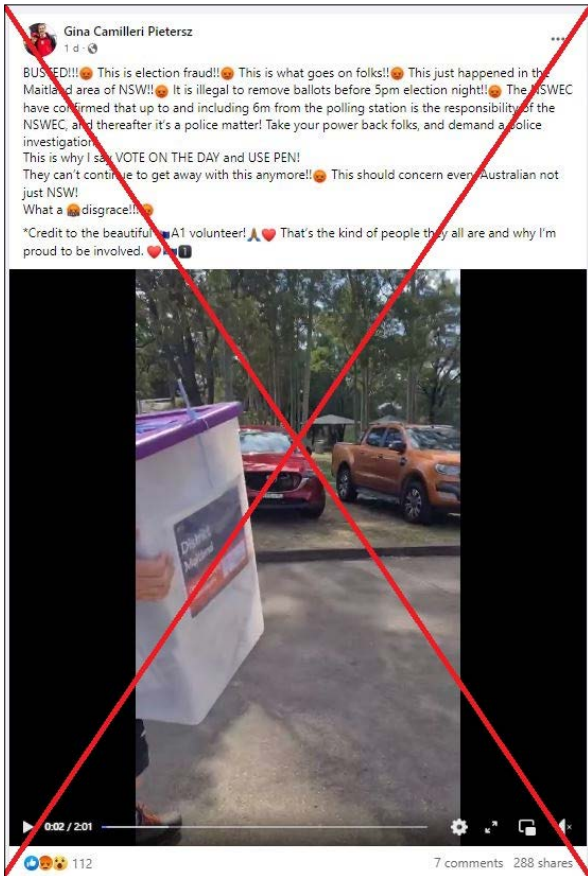 Gina Camilleri Pietersz
1 d ·
BUSTED!!!😡 This is election fraud!!😡 This is what goes on folks!!😡 This just happened in the
Maitland area of NSW!!😡 It is illegal to remove ballots before 5pm election night!!😡 The NSWEC
have confirmed that up to and including 6m from the polling station is the responsibility of the
NSWEC, and thereafter it's a police matter! Take your power back folks, and demand a police
investigation!
This is why I say VOTE ON THE DAY and USE PEN!
They can't continue to get away with this anymore!!😡 This should concern every Australian not
just NSW!
What a 🤬disgrace!!!😡
*Credit to the beautiful 🇦🇺A1 volunteer!🙏❤️ That's the kind of people they all are and why I'm
proud to be involved. ❤️🇦🇺1️⃣
District
Maitland
0:02 / 2:01
112
7 comments 288 shares